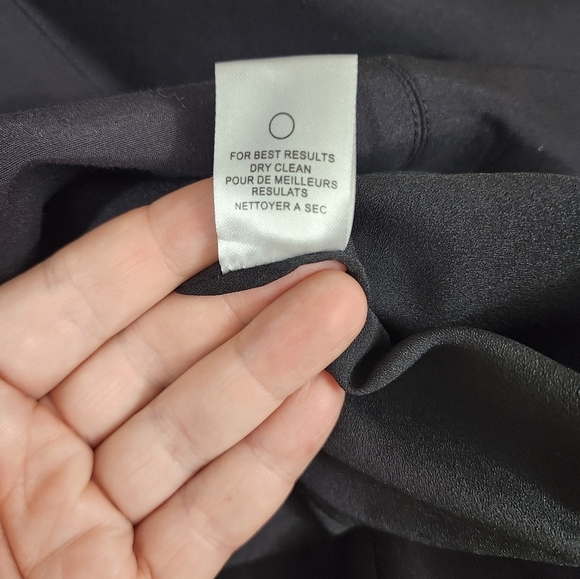 FOR BEST RESULTS
DRY CLEAN
POUR DE MEILLEURS
RESULATS
NETTOYER A SEC